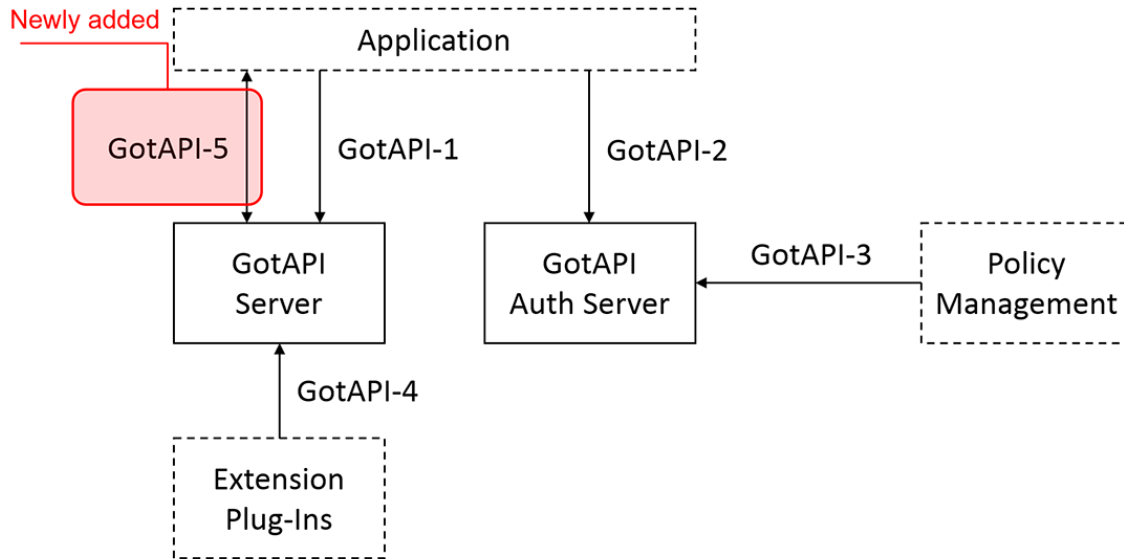 Newly added
Application
GotAPI-5
GotAPI-1
GotAPI-2
GotAPI
Server
GotAPI
Auth Server
GotAPI-3
Policy
Management
GotAPI-4
Extension
Plug-Ins